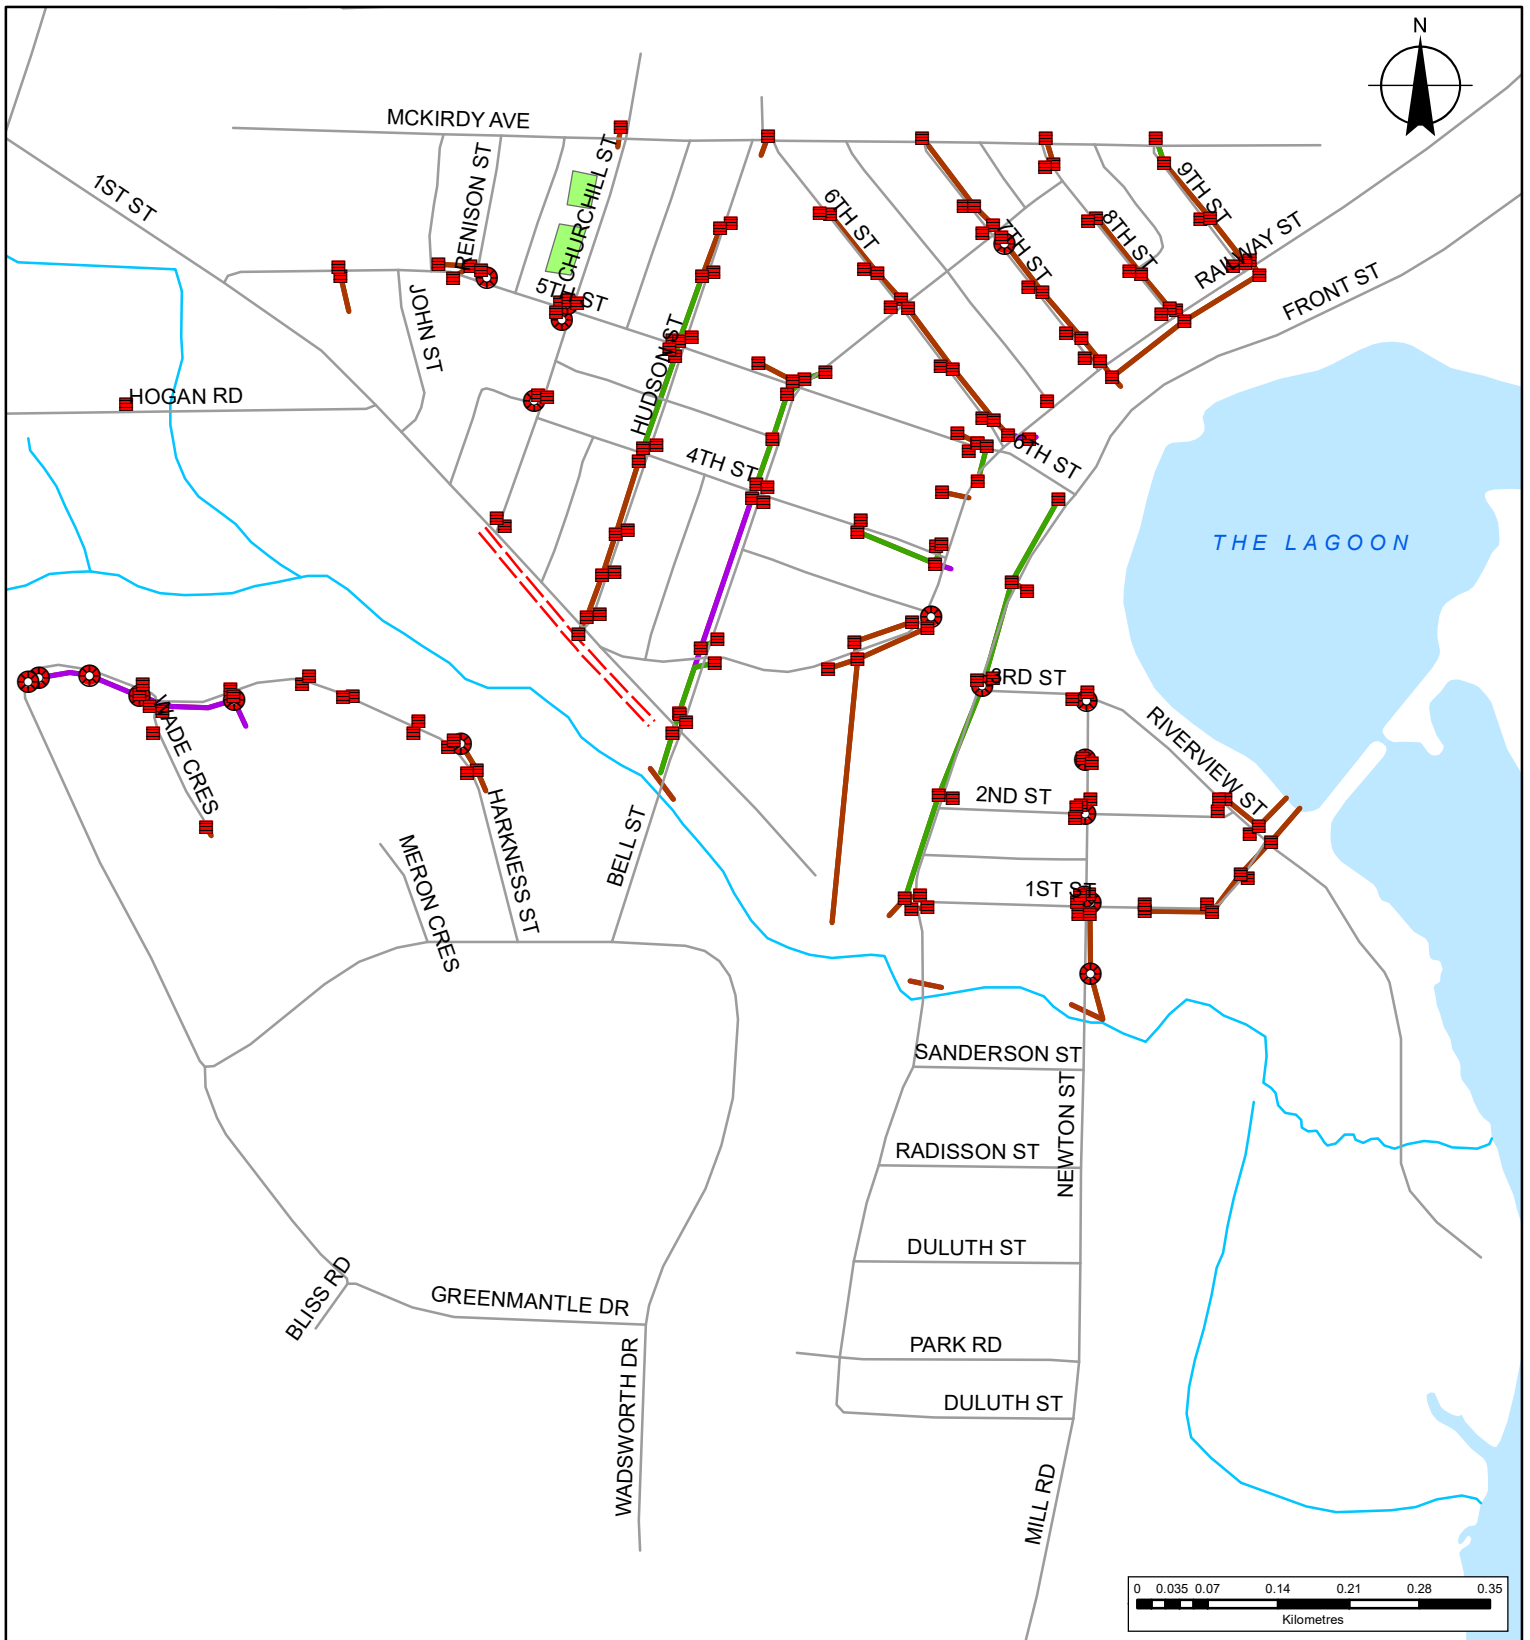 N
MCKIRDY AVE
1ST ST
RENISON ST
CHURCHILL ST
6TH ST
7TH ST
8TH ST
9TH ST
RAILWAY ST
FRONT ST
5TH ST
JOHN ST
HUDSON ST
HOGAN RD
4TH ST
6TH ST
THE LAGOON
3RD ST
RIVERVIEW ST
WADE CRES
2ND ST
HARKNESS ST
BELL ST
MERON CRES
1ST ST
SANDERSON ST
NEWTON ST
RADISSON ST
DULUTH ST
BLISS RD
GREENMANTLE DR
PARK RD
WADSWORTH DR
DULUTH ST
MILL RD
0 0.035 0.07 0.14 0.21 0.28 0.35
Kilometres